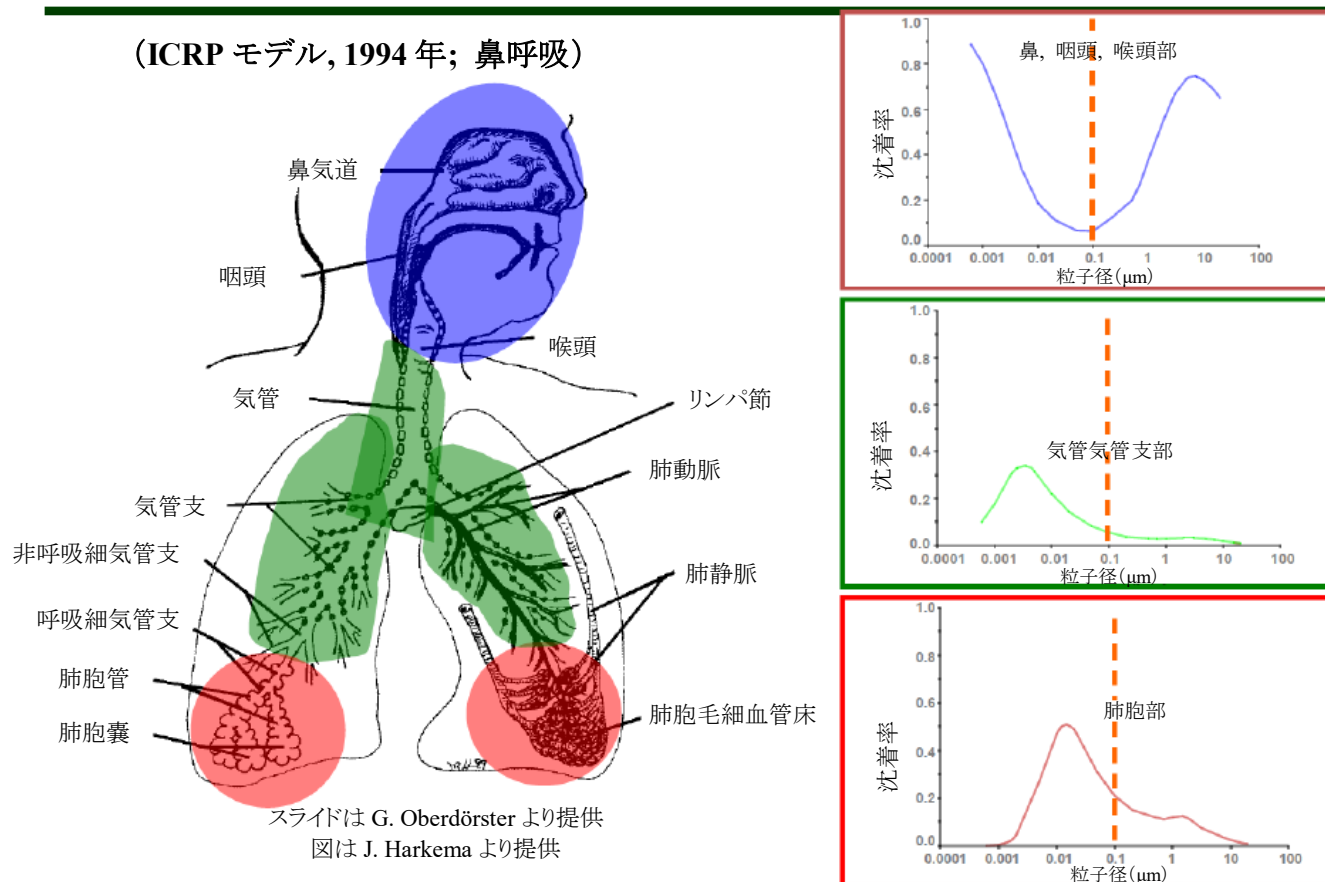 (ICRP モデル, 1994 年; 鼻呼吸)
鼻気道
咽頭
喉頭
気管
リンパ節
肺動脈
気管支
非呼吸細気管支
肺静脈
呼吸細気管支
肺胞管
肺胞嚢
肺胞毛細血管床
スライドは G. Oberdörster より提供
図は J. Harkema より提供
鼻, 咽頭, 喉頭部
沈着率
1.0
0.8
0.6
0.4
0.2
0.0
0.0001 0.001 0.01 0.1 1 10 100
粒子径(μm)
気管気管支部
沈着率
1.0
0.8
0.6
0.4
0.2
0.0
0.0001 0.001 0.01 0.1 1 10 100
粒子径(μm)
肺胞部
沈着率
1.0
0.8
0.6
0.4
0.2
0.0
0.0001 0.001 0.01 0.1 1 10 100
粒子径(μm)